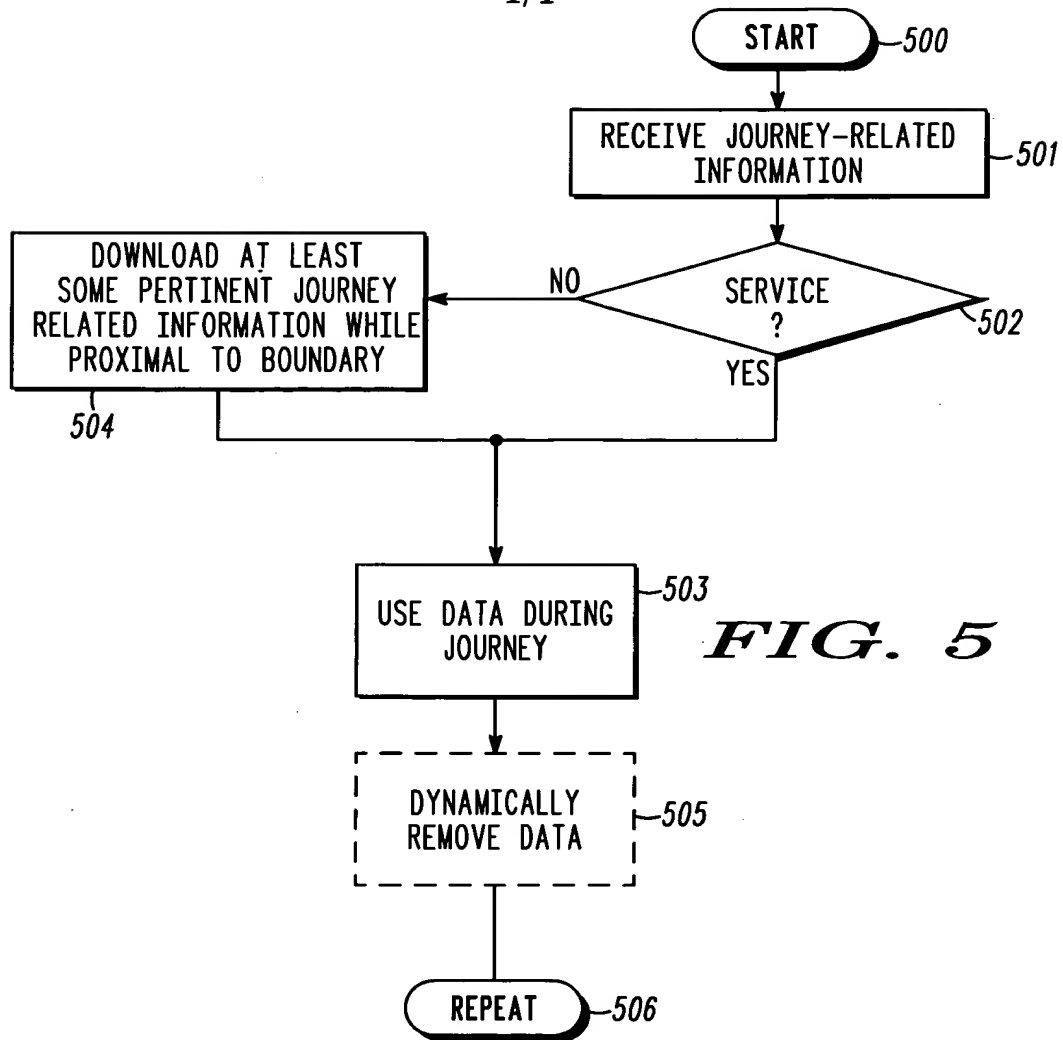 START
500
RECEIVE JOURNEY-RELATED
INFORMATION
501
SERVICE
?
502
NO
YES
DOWNLOAD AT LEAST
SOME PERTINENT JOURNEY
RELATED INFORMATION WHILE
PROXIMAL TO BOUNDARY
504
USE DATA DURING
JOURNEY
503
FIG. 5
DYNAMICALLY
REMOVE DATA
505
REPEAT
506